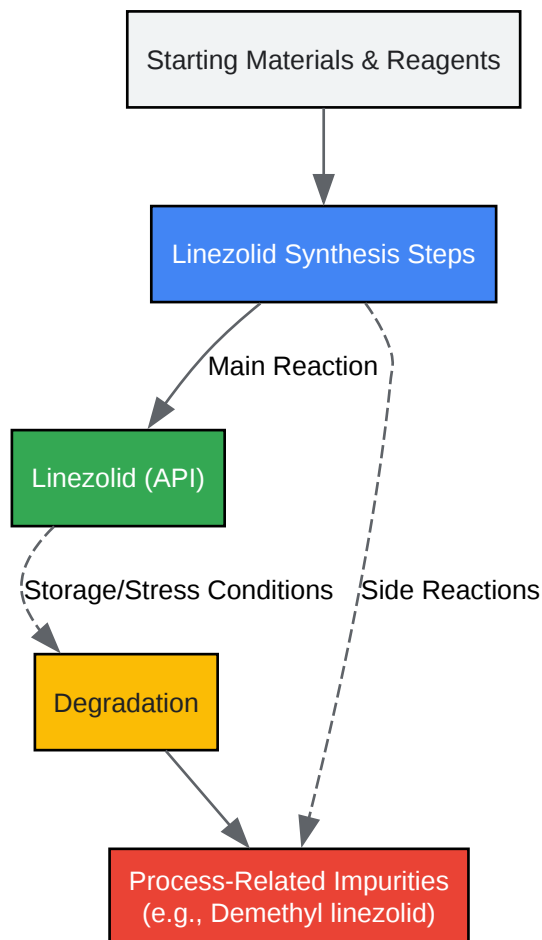 Starting Materials & Reagents
Linezolid Synthesis Steps
Main Reaction
Linezolid (API)
Storage/Stress Conditions
Side Reactions
Degradation
Process-Related Impurities
(e.g., Demethyl linezolid)